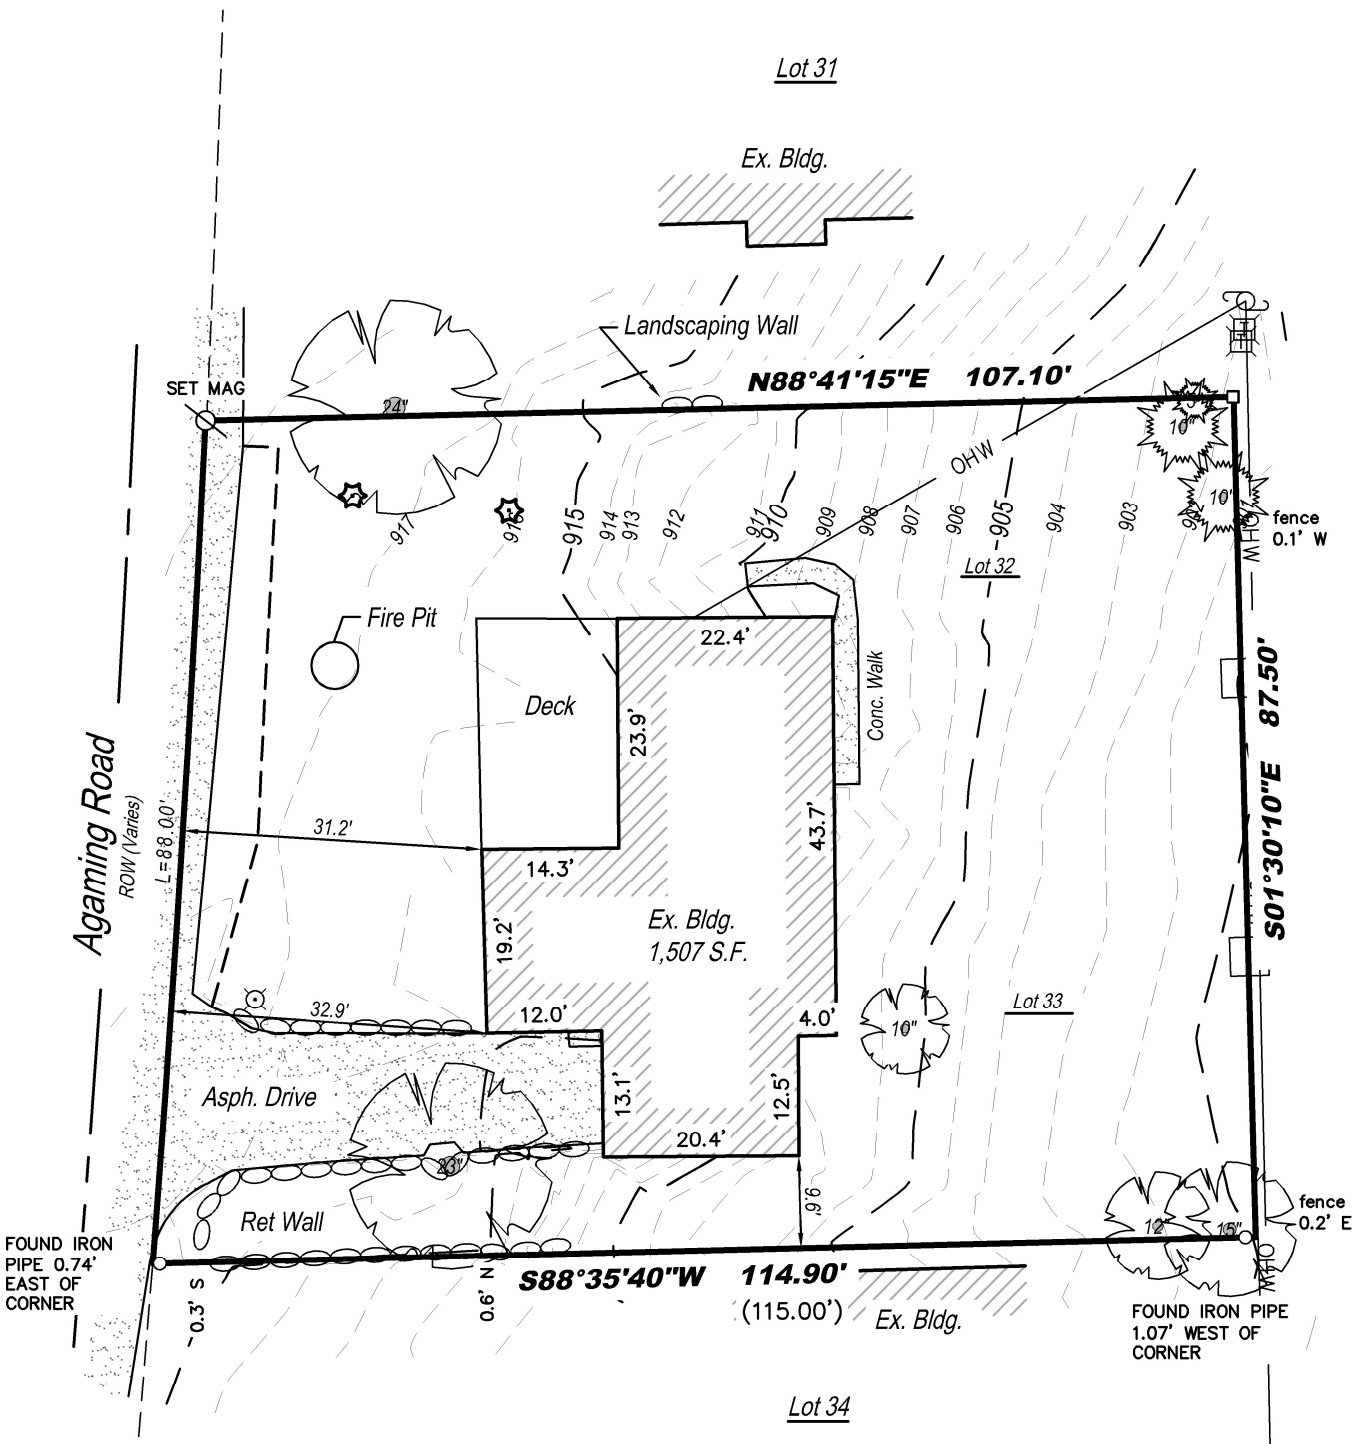 Lot 31
Ex. Bldg.
Landscaping Wall
N88°41'15"E 107.10'
SET MAG
24"
10"
OHW
10"
917
915
914
913
912
911
910
909
908
907
906
905
904
903
OHW
fence
0.1' W
Lot 32
Fire Pit
22.4'
Deck
23.9'
Conc. Walk
S01°30'10"E 87.50'
Agaming Road
ROW (Varies)
L=88.00'
31.2'
14.3'
43.7'
19.2'
Ex. Bldg.
1,507 S.F.
32.9'
12.0'
4.0'
10"
Lot 33
Asph. Drive
13.1'
12.5'
20.4'
23"
9.6'
Ret Wall
12"
15"
fence
0.2' E
FOUND IRON
PIPE 0.74'
EAST OF
CORNER
0.3' S
0.6' N
S88°35'40"W 114.90'
(115.00')
Ex. Bldg.
OHW
FOUND IRON PIPE
1.07' WEST OF
CORNER
Lot 34